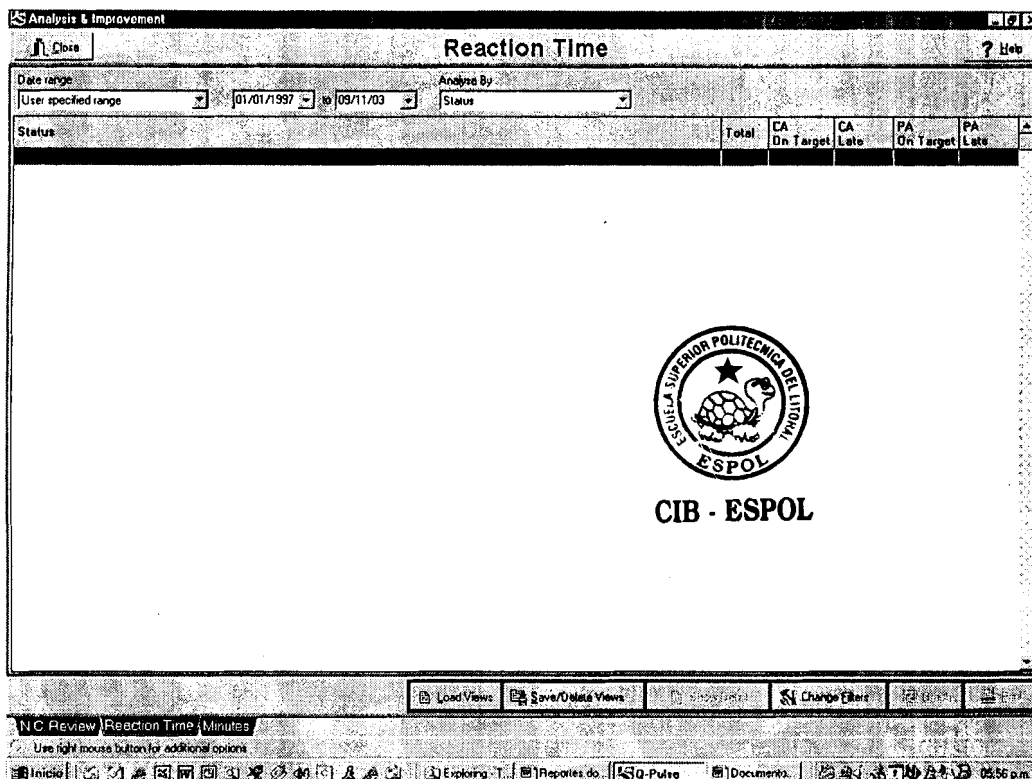 Analysis & Improvement
Close
Reaction Time
? Help
Date range
Analyse By
User specified range
01/01/1997 to 09/11/03
Status
Status
Total
CA On Target
CA Late
PA On Target
PA Late
ESCUELA SUPERIOR POLITECNICA DEL LITORAL
ESPOL
CIB - ESPOL
Load Views
Save/Delete Views
Change Filters
N.C. Review
Reaction Time
Minutes
Use right mouse button for additional options
Inicio
Exploring - T
Reportes do
Q-Pulse
Documento